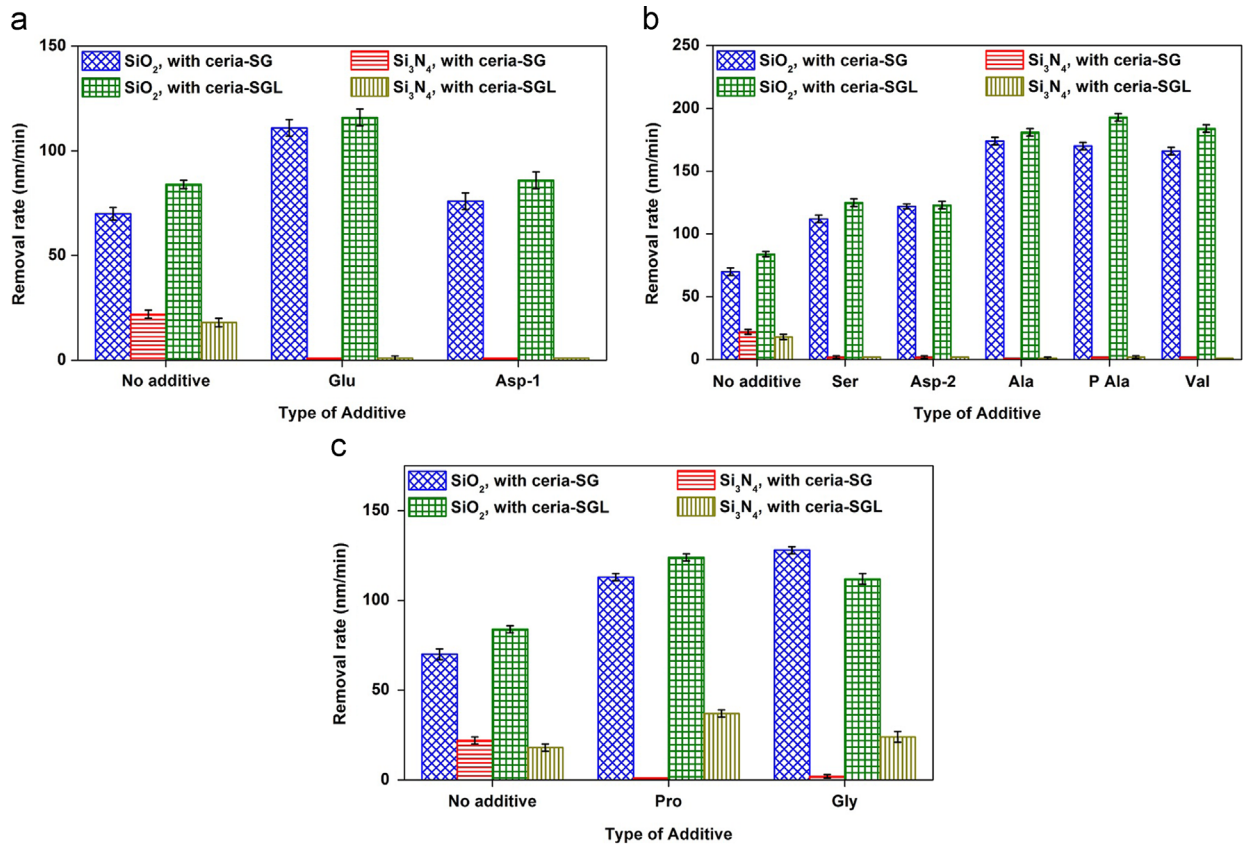 a
150
100
50
0
Removal rate (nm/min)
SiO2, with ceria-SG
Si3N4, with ceria-SG
SiO2, with ceria-SGL
Si3N4, with ceria-SGL
No additive Glu Asp-1
Type of Additive
b
250
200
150
100
50
0
Removal rate (nm/min)
SiO2, with ceria-SG
Si3N4, with ceria-SG
SiO2, with ceria-SGL
Si3N4, with ceria-SGL
No additive Ser Asp-2 Ala P Ala Val
Type of Additive
c
150
100
50
0
Removal rate (nm/min)
SiO2, with ceria-SG
Si3N4, with ceria-SG
SiO2, with ceria-SGL
Si3N4, with ceria-SGL
No additive Pro Gly
Type of Additive